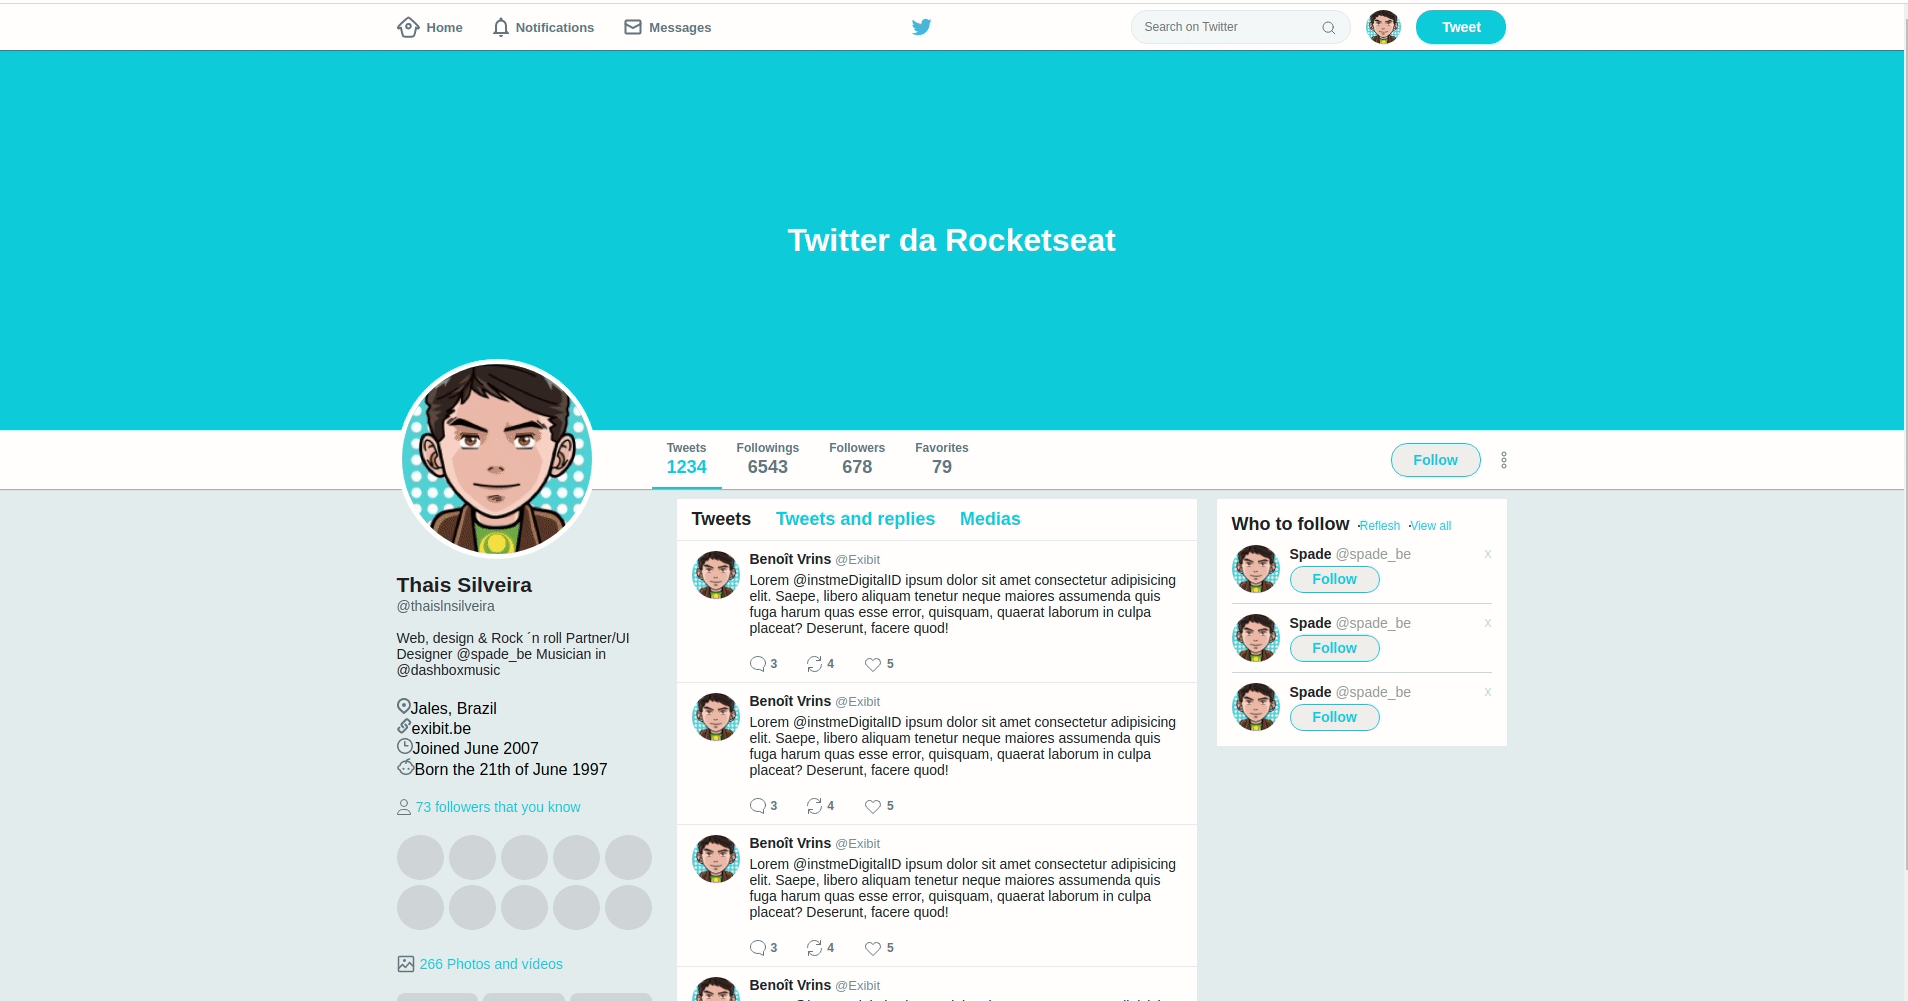 Home Notifications Messages Search on Twitter Tweet
Twitter da Rocketseat
Tweets Followings Followers Favorites
1234 6543 678 79
Follow
Thais Silveira
@thaislnsilveira
Web, design & Rock ´n roll Partner/UI
Designer @spade_be Musician in
@dashboxmusic
Jales, Brazil
exibit.be
Joined June 2007
Born the 21th of June 1997
73 followers that you know
266 Photos and vídeos
Tweets Tweets and replies Medias
Benoît Vrins @Exibit
Lorem @instmeDigitalID ipsum dolor sit amet consectetur adipisicing
elit. Saepe, libero aliquam tenetur neque maiores assumenda quis
fuga harum quas esse error, quisquam, quaerat laborum in culpa
placeat? Deserunt, facere quod!
3 4 5
Benoît Vrins @Exibit
Lorem @instmeDigitalID ipsum dolor sit amet consectetur adipisicing
elit. Saepe, libero aliquam tenetur neque maiores assumenda quis
fuga harum quas esse error, quisquam, quaerat laborum in culpa
placeat? Deserunt, facere quod!
3 4 5
Benoît Vrins @Exibit
Lorem @instmeDigitalID ipsum dolor sit amet consectetur adipisicing
elit. Saepe, libero aliquam tenetur neque maiores assumenda quis
fuga harum quas esse error, quisquam, quaerat laborum in culpa
placeat? Deserunt, facere quod!
3 4 5
Benoît Vrins @Exibit
Who to follow ·Reflesh ·View all
Spade @spade_be x
Follow
Spade @spade_be x
Follow
Spade @spade_be x
Follow